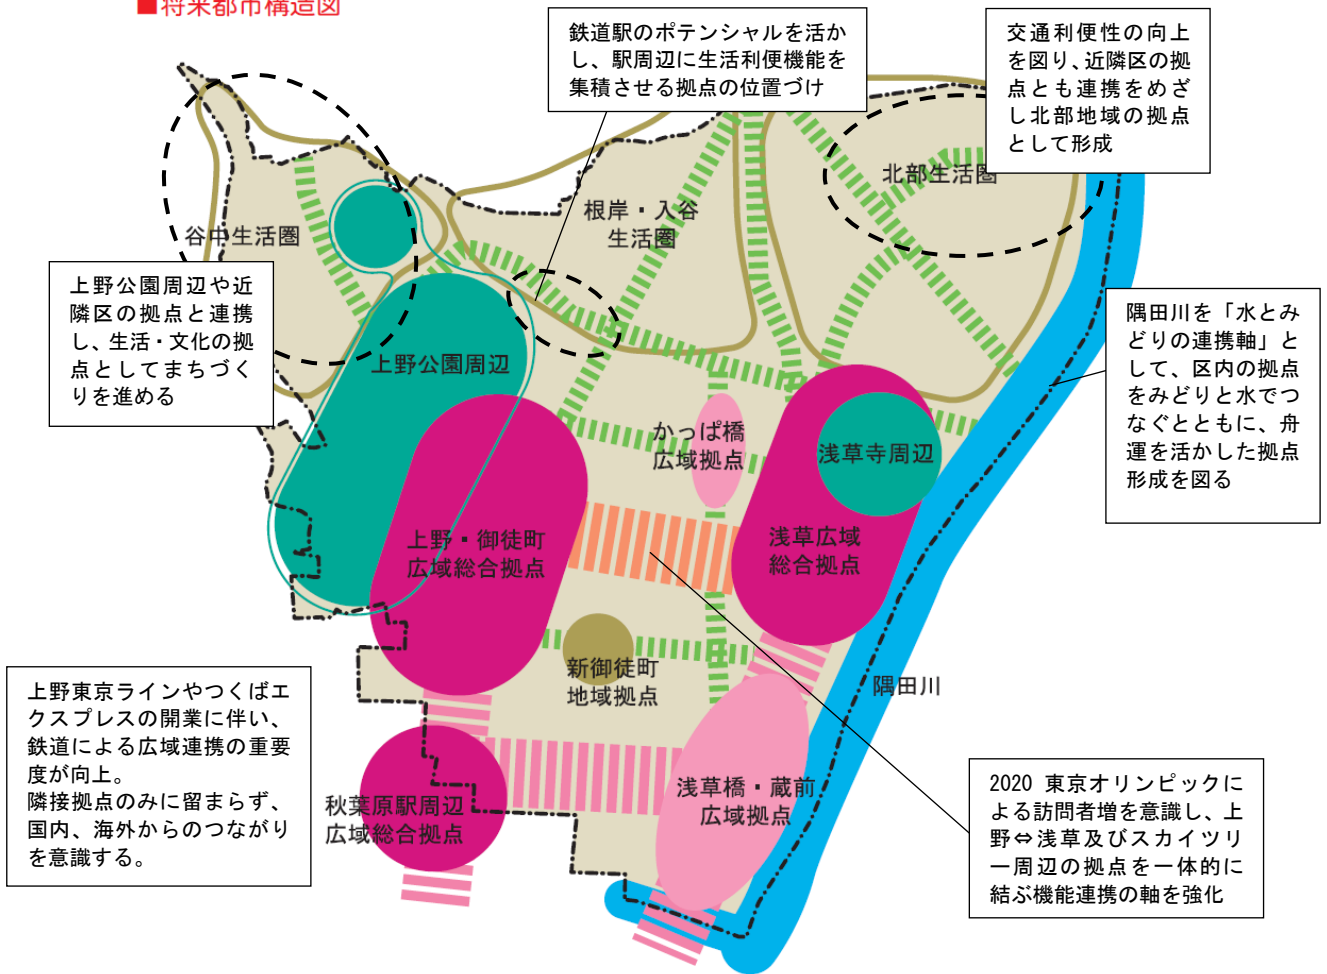 ■将来都市構造図
鉄道駅のポテンシャルを活か
し、駅周辺に生活利便機能を
集積させる拠点の位置づけ
交通利便性の向上
を図り、近隣区の拠
点とも連携をめざ
し北部地域の拠点
として形成
北部生活圏
根岸・入谷
生活圏
谷中生活圏
上野公園周辺や近
隣区の拠点と連携
し、生活・文化の拠
点としてまちづく
りを進める
上野公園周辺
隅田川を「水とみ
どりの連携軸」と
して、区内の拠点
をみどりと水でつ
なぐとともに、舟
運を活かした拠点
形成を図る
かっぱ橋
広域拠点
浅草寺周辺
上野・御徒町
広域総合拠点
浅草広域
総合拠点
新御徒町
地域拠点
隅田川
上野東京ラインやつくばエ
クスプレスの開業に伴い、
鉄道による広域連携の重要
度が向上。
隣接拠点のみに留まらず、
国内、海外からのつながり
を意識する。
秋葉原駅周辺
広域総合拠点
浅草橋・蔵前
広域拠点
2020 東京オリンピックに
よる訪問者増を意識し、上
野⇔浅草及びスカイツリ
ー周辺の拠点を一体的に
結ぶ機能連携の軸を強化